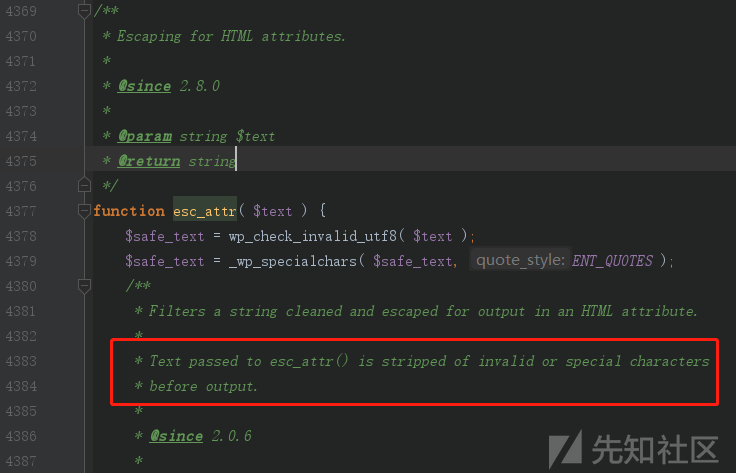 4369 /**
4370 * Escaping for HTML attributes.
4371 *
4372 * @since 2.8.0
4373 *
4374 * @param string $text
4375 * @return string
4376 */
4377 function esc_attr( $text ) {
4378 $safe_text = wp_check_invalid_utf8( $text );
4379 $safe_text = _wp_specialchars( $safe_text, quote_style: ENT_QUOTES );
4380 /**
4381 * Filters a string cleaned and escaped for output in an HTML attribute.
4382 *
4383 * Text passed to esc_attr() is stripped of invalid or special characters
4384 * before output.
4385 *
4386 * @since 2.0.6
4387 *
先知社区